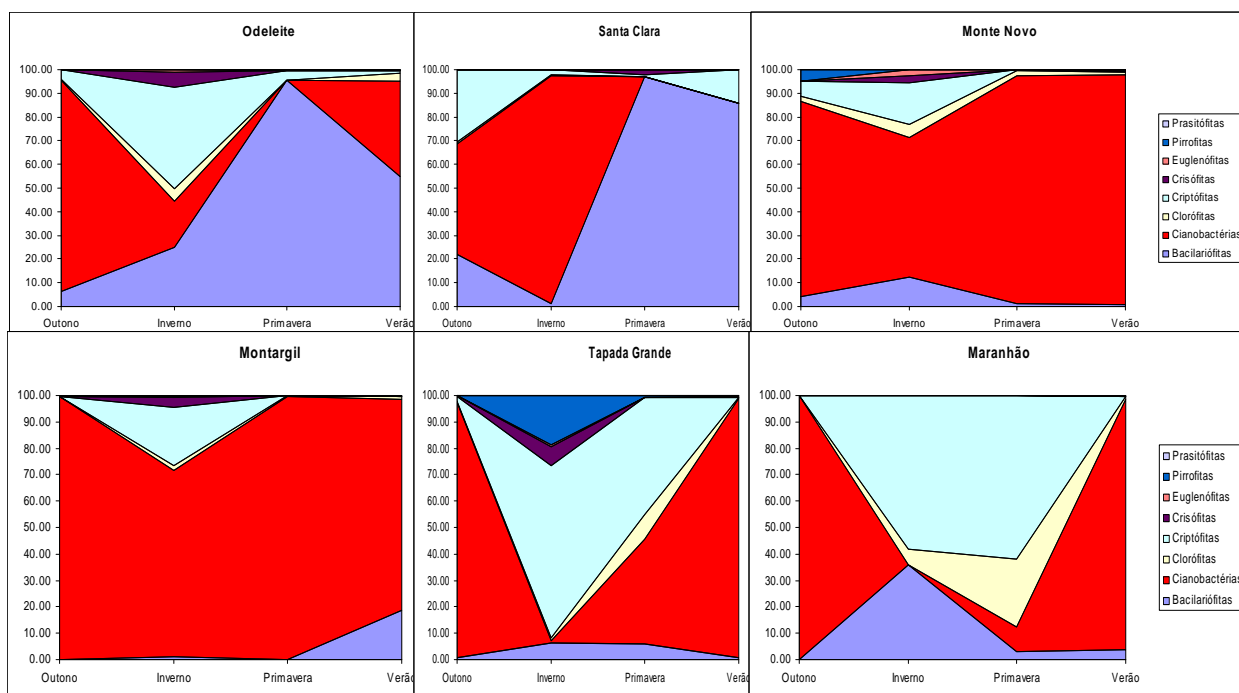 Odeleite
100.00
90.00
80.00
70.00
60.00
50.00
40.00
30.00
20.00
10.00
0.00
Outono Inverno Primavera Verão
Santa Clara
100.00
90.00
80.00
70.00
60.00
50.00
40.00
30.00
20.00
10.00
0.00
Outono Inverno Primavera Verão
Monte Novo
100.00
90.00
80.00
70.00
60.00
50.00
40.00
30.00
20.00
10.00
0.00
Outono Inverno Primavera Verão
Prasitófitas
Pirrofitas
Euglenófitas
Crisófitas
Criptófitas
Clorófitas
Cianobactérias
Bacilariófitas
Montargil
100.00
90.00
80.00
70.00
60.00
50.00
40.00
30.00
20.00
10.00
0.00
Outono Inverno Primavera Verão
Tapada Grande
100.00
90.00
80.00
70.00
60.00
50.00
40.00
30.00
20.00
10.00
0.00
Outono Inverno Primavera Verão
Maranhão
100.00
90.00
80.00
70.00
60.00
50.00
40.00
30.00
20.00
10.00
0.00
Outono Inverno Primavera Verão
Prasitófitas
Pirrofitas
Euglenófitas
Crisófitas
Criptófitas
Clorófitas
Cianobactérias
Bacilariófitas